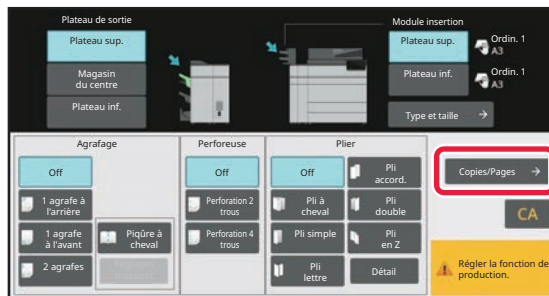 Plateau de sortie
Plateau sup.
Magasin
du centre
Plateau inf.
Module insertion
Plateau sup.
Ordin. 1
A3
Plateau inf.
Ordin. 1
A3
Type et taille
Agrafage
Off
1 agrafe à
l'arrière
1 agrafe
à l'avant
2 agrafes
Piqûre à
cheval
Perforeuse
Off
Perforation 2
trous
Perforation 4
trous
Plier
Off
Pli à
cheval
Pli simple
Pli
lettre
Pli
accord.
Pli
double
Pli
en Z
Détail
Copies/Pages
CA
Régler la fonction de
production.